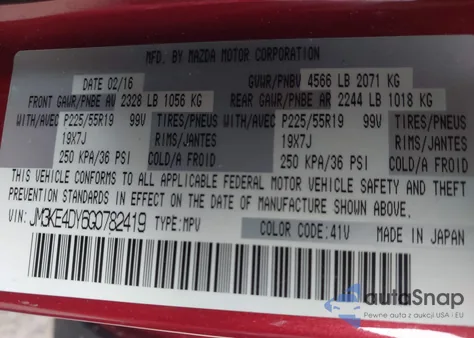 MFD. BY MAZDA MOTOR CORPORATION
DATE 02/16 GVWR/PNBV 4566 LB 2071 KG
FRONT GAWR/PNBE AV 2328 LB 1056 KG REAR GAWR/PNBE AR 2244 LB 1018 KG
WITH/AVEC P225/55R19 99V TIRES/PNEUS WITH/AVEC P225/55R19 99V TIRES/PNEUS
19X7J RIMS/JANTES 19X7J RIMS/JANTES
250 KPA/36 PSI COLD/A FROID 250 KPA/36 PSI COLD/A FROID
THIS VEHICLE CONFORMS TO ALL APPLICABLE FEDERAL MOTOR VEHICLE SAFETY AND THEFT
PREVENTION STANDARDS IN EFFECT ON THE DATE OF MANUFACTURE SHOWN ABOVE.
VIN: JM3KE4DY6G0782419 TYPE: MPV COLOR CODE: 41V MADE IN JAPAN
autoSnap
Pewne auta z aukcji USA i EU